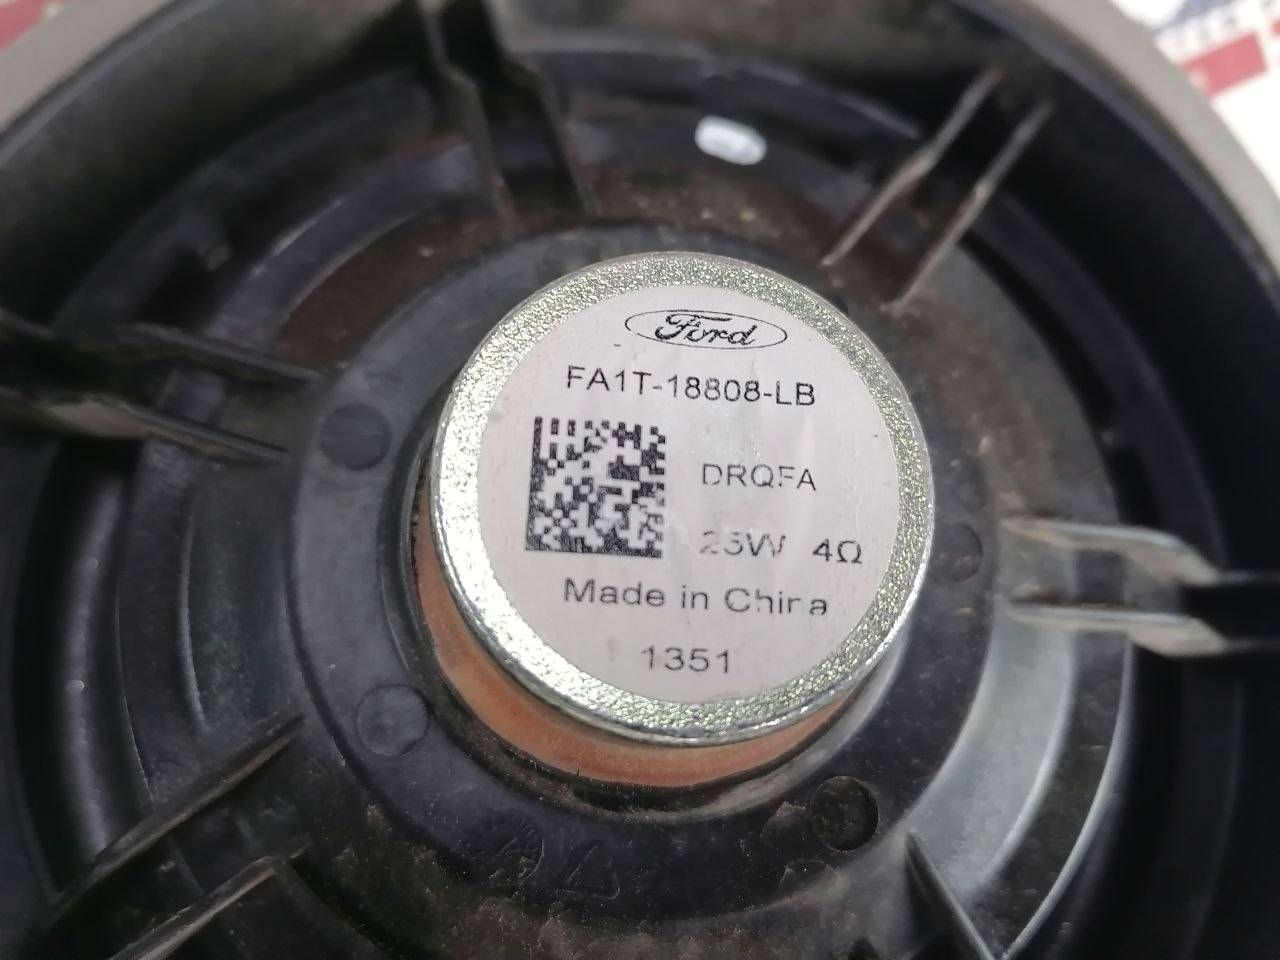 Ford
FA1T-18808-LB
DRQFA
25W 4Ω
Made in China
1351